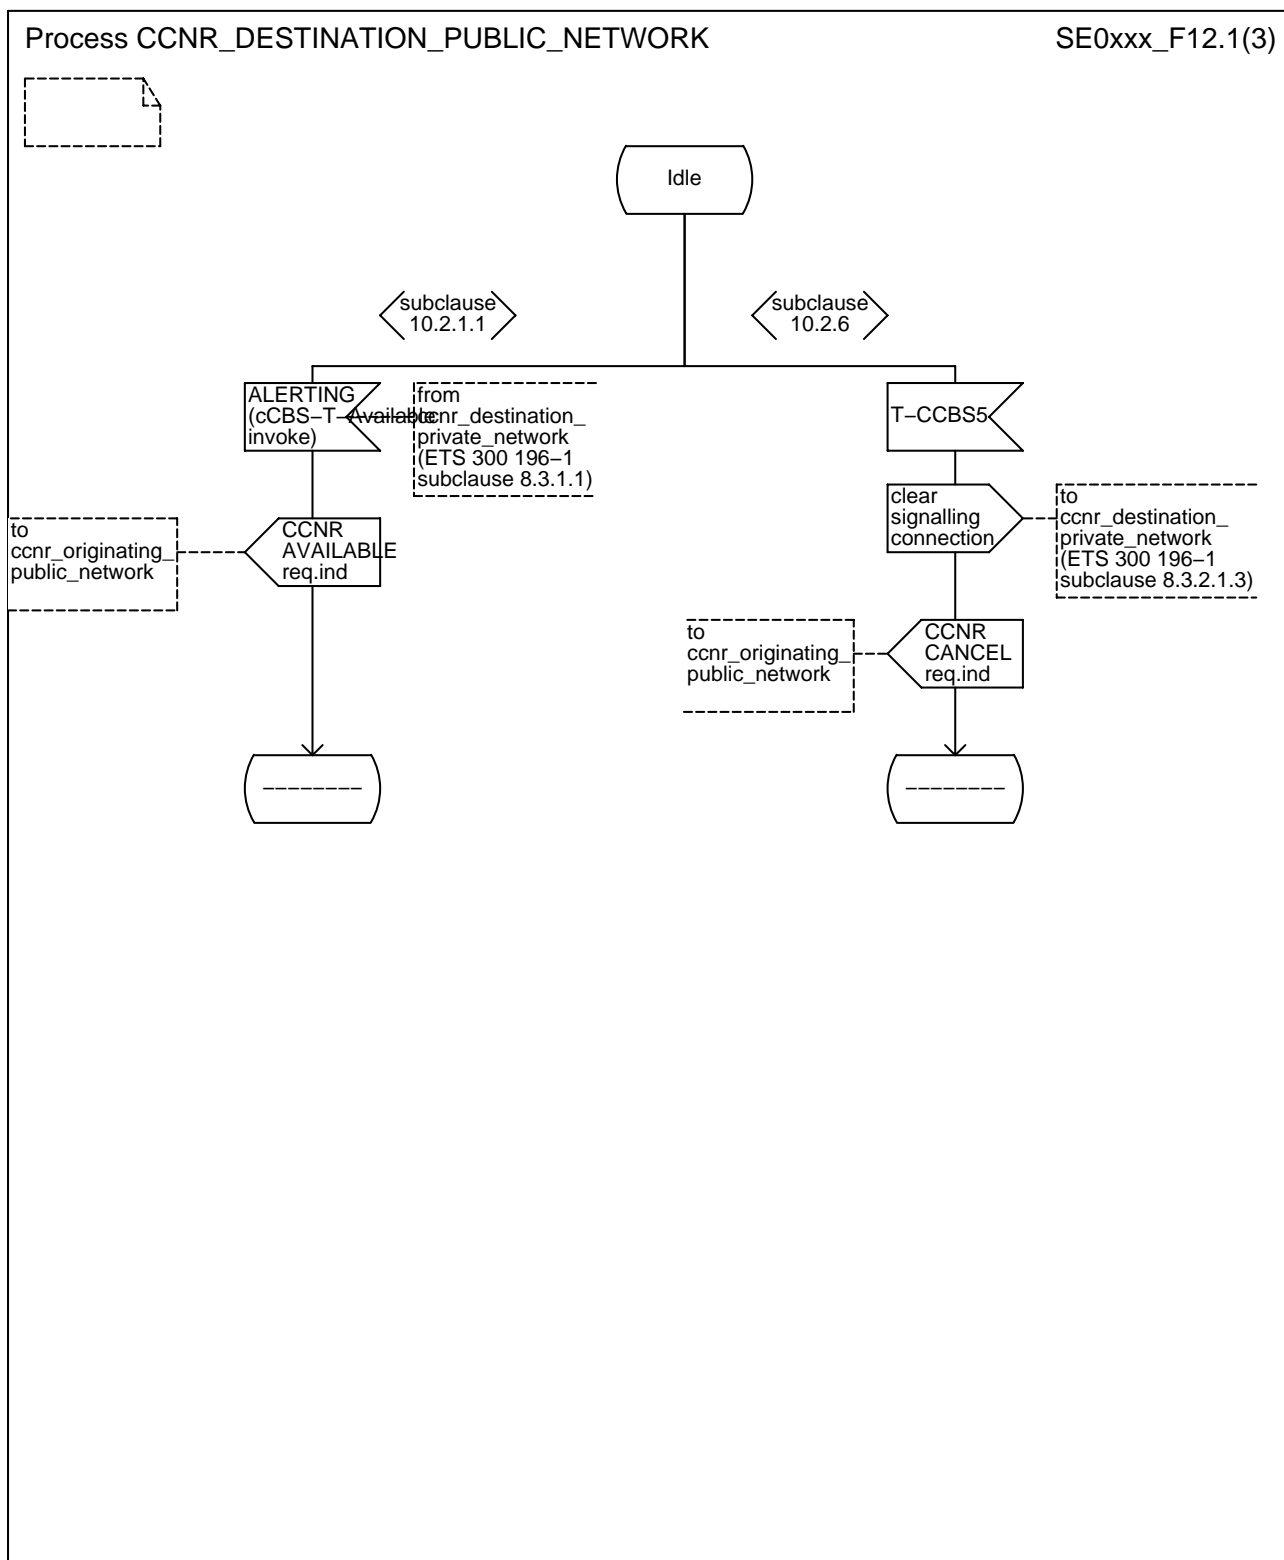 Process CCNR_DESTINATION_PUBLIC_NETWORK
SE0xxx_F12.1(3)
Idle
subclause
10.2.1.1
subclause
10.2.6
ALERTING
(cCBS–T–Available
invoke)
from
ccnr_destination_
private_network
(ETS 300 196–1
subclause 8.3.1.1)
T–CCBS5
clear
signalling
connection
to
ccnr_destination_
private_network
(ETS 300 196–1
subclause 8.3.2.1.3)
to
ccnr_originating_
public_network
CCNR
AVAILABLE
req.ind
to
ccnr_originating_
public_network
CCNR
CANCEL
req.ind